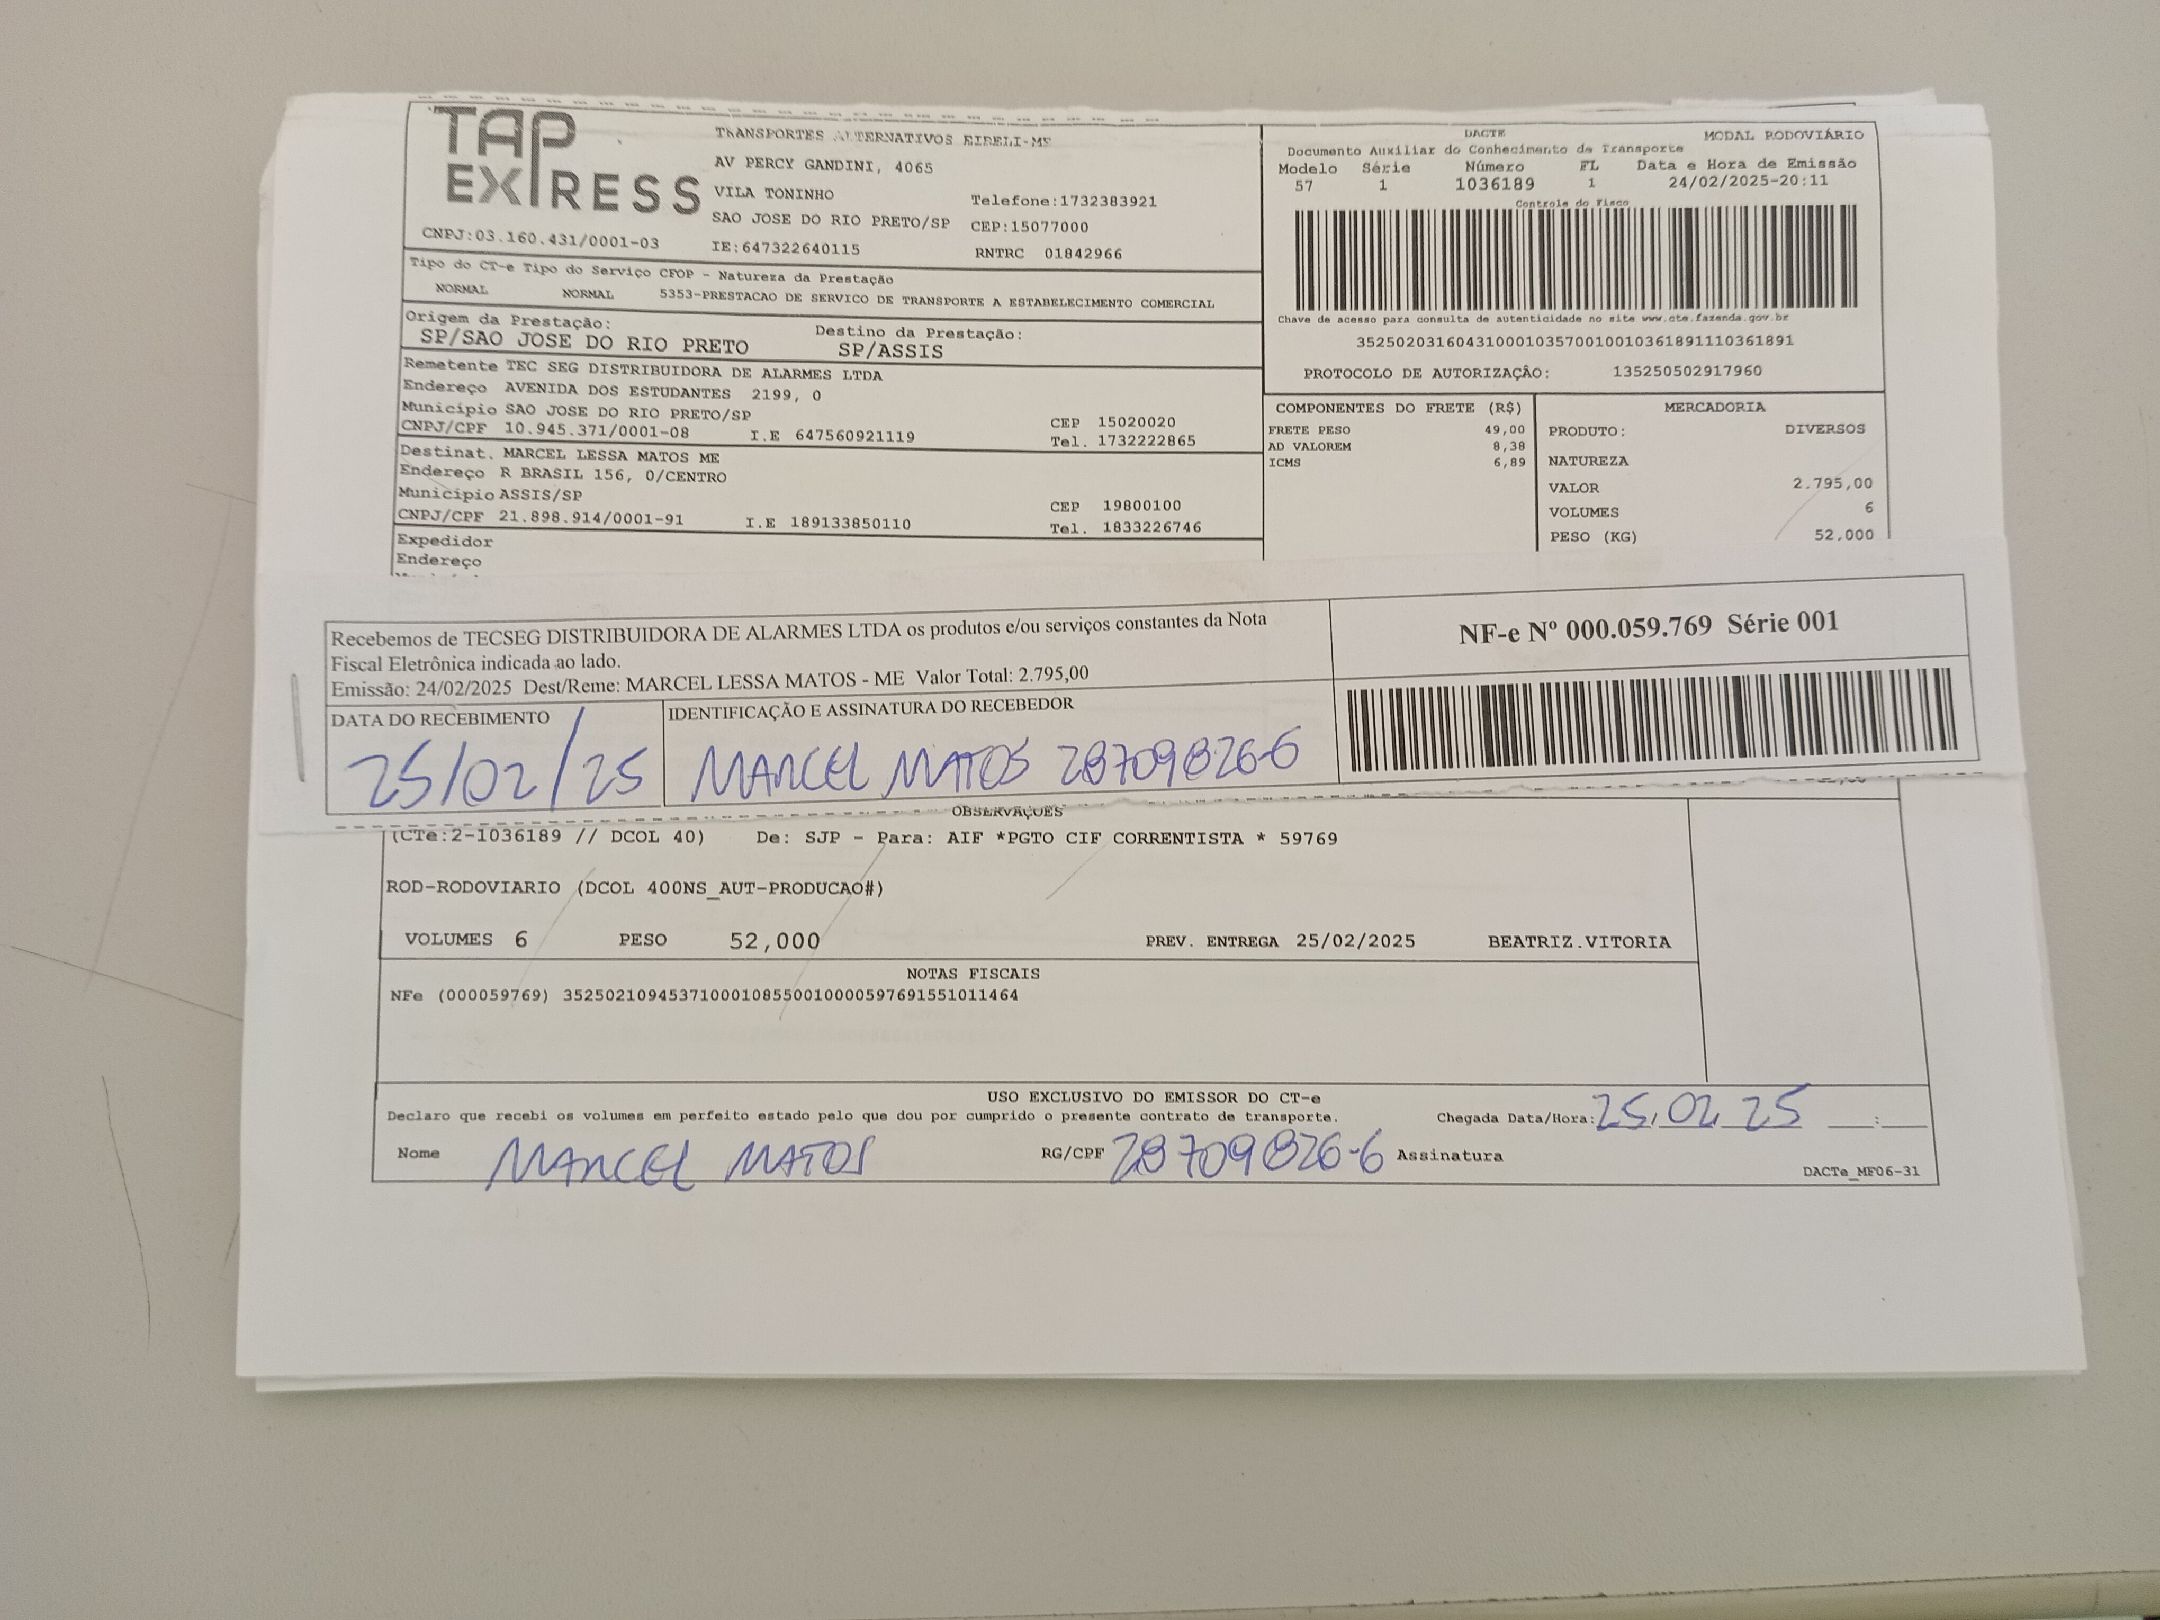 TAP
EXPRESS
TRANSPORTES ALTERNATIVOS EIRELI-ME
AV PERCY GANDINI, 4065
VILA TONINHO
Telefone:1732383921
SAO JOSE DO RIO PRETO/SP CEP:15077000
CNPJ:03.160.431/0001-03 IE:647322640115 RNTRC 01842966
DACTE MODAL RODOVIÁRIO
Documento Auxiliar do Conhecimento de Transporte
Modelo Série Número FL Data e Hora de Emissão
57 1 1036189 1 24/02/2025-20:11
Controle do Fisco
Chave de acesso para consulta de autenticidade no site www.cte.fazenda.gov.br
35250203160431000103570010010361891110361891
PROTOCOLO DE AUTORIZAÇÂO: 135250502917960
Tipo do CT-e Tipo do Serviço CFOP - Natureza da Prestação
NORMAL NORMAL 5353-PRESTACAO DE SERVICO DE TRANSPORTE A ESTABELECIMENTO COMERCIAL
Origem da Prestação: Destino da Prestação:
SP/SAO JOSE DO RIO PRETO SP/ASSIS
Remetente TEC SEG DISTRIBUIDORA DE ALARMES LTDA
Endereço AVENIDA DOS ESTUDANTES 2199, 0
Município SAO JOSE DO RIO PRETO/SP CEP 15020020
CNPJ/CPF 10.945.371/0001-08 I.E 647560921119 Tel. 1732222865
Destinat. MARCEL LESSA MATOS ME
Endereço R BRASIL 156, 0/CENTRO
Município ASSIS/SP CEP 19800100
CNPJ/CPF 21.898.914/0001-91 I.E 189133850110 Tel. 1833226746
Expedidor
Endereço
COMPONENTES DO FRETE (R$)
FRETE PESO 49,00
AD VALOREM 8,38
ICMS 6,89
MERCADORIA
PRODUTO: DIVERSOS
NATUREZA
VALOR 2.795,00
VOLUMES 6
PESO (KG) 52,000
Recebemos de TECSEG DISTRIBUIDORA DE ALARMES LTDA os produtos e/ou serviços constantes da Nota
Fiscal Eletrônica indicada ao lado.
Emissão: 24/02/2025 Dest/Reme: MARCEL LESSA MATOS - ME Valor Total: 2.795,00
NF-e Nº 000.059.769 Série 001
DATA DO RECEBIMENTO IDENTIFICAÇÃO E ASSINATURA DO RECEBEDOR
25/02/25 MARCEL MATOS 28709826-6
OBSERVAÇÕES
(CTe:2-1036189 // DCOL 40) De: SJP - Para: AIF *PGTO CIF CORRENTISTA * 59769
ROD-RODOVIARIO (DCOL 400NS_AUT-PRODUCAO#)
VOLUMES 6 PESO 52,000 PREV. ENTREGA 25/02/2025 BEATRIZ.VITORIA
NOTAS FISCAIS
NFe (000059769) 35250210945371000108550010000597691551011464
USO EXCLUSIVO DO EMISSOR DO CT-e
Declaro que recebi os volumes em perfeito estado pelo que dou por cumprido o presente contrato de transporte. Chegada Data/Hora: 25.02.25 __:__
Nome MARCEL MATOS RG/CPF 28709826-6 Assinatura
DACTe_MF06-31